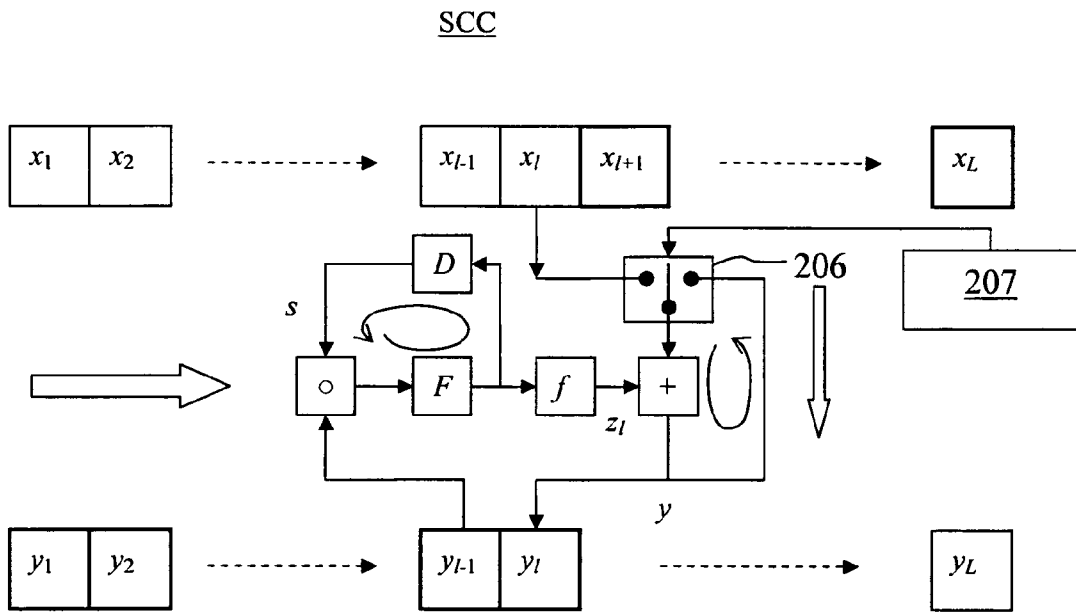 SCC
x1 x2 xl-1 xl xl+1 xL
D 206 207
s
○ F f +
zl
y
y1 y2 yl-1 yl yL